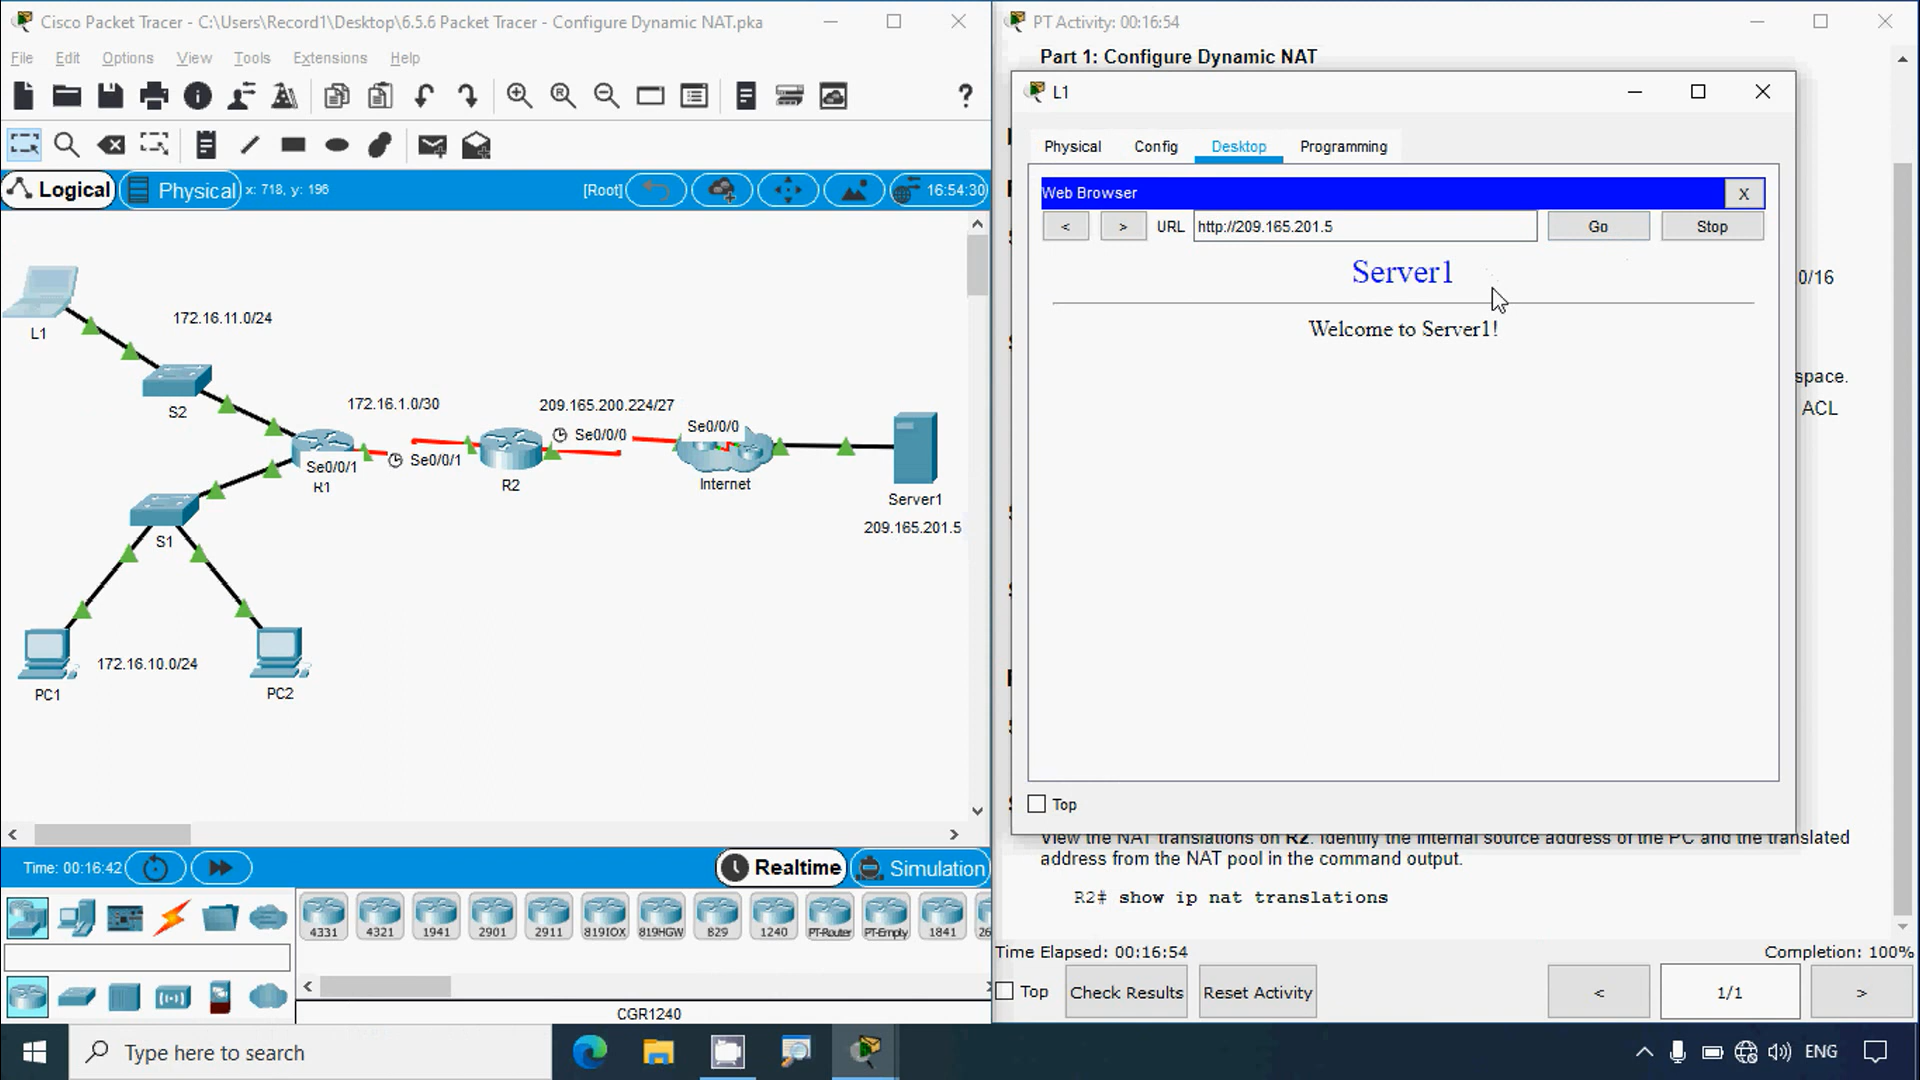 Cisco Packet Tracer - C:\Users\Record1\Desktop\6.5.6 Packet Tracer - Configure Dynamic NAT.pka
File Edit Options View Tools Extensions Help
Logical Physical x: 718, y: 196 [Root] 16:54:30
L1
172.16.11.0/24
S2
172.16.1.0/30
209.165.200.224/27
Se0/0/0
Se0/0/0
Se0/0/1
Se0/0/1
R1
R2
Internet
Server1
209.165.201.5
S1
172.16.10.0/24
PC1
PC2
Time: 00:16:42 Realtime Simulation
4331 4321 1941 2901 2911 819IOX 819HGW 829 1240 PT-Router PT-Empty 1841 26
CGR1240
PT Activity: 00:16:54
Part 1: Configure Dynamic NAT
L1
Physical Config Desktop Programming
Web Browser X
< > URL http://209.165.201.5 Go Stop
Server1
Welcome to Server1!
Top
0/16
space.
ACL
View the NAT translations on R2. Identify the internal source address of the PC and the translated
address from the NAT pool in the command output.
R2# show ip nat translations
Time Elapsed: 00:16:54 Completion: 100%
Top Check Results Reset Activity < 1/1 >
Type here to search
ENG